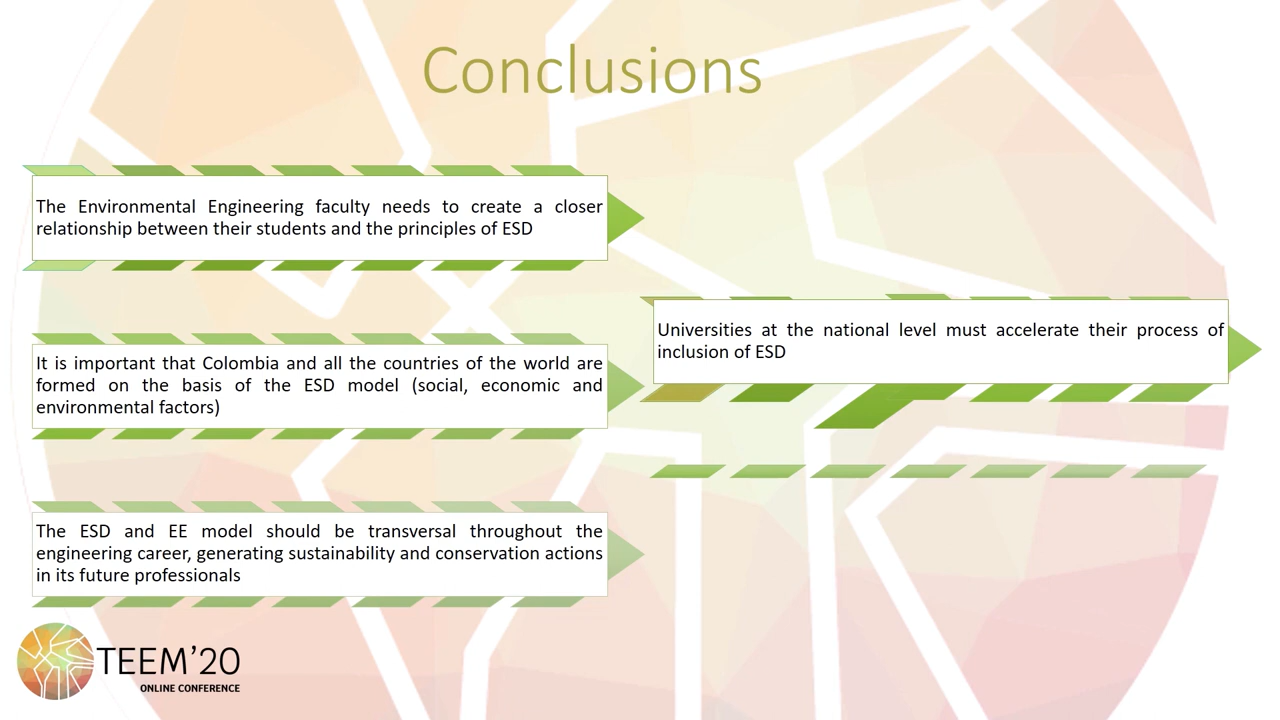 Conclusions
The Environmental Engineering faculty needs to create a closer
relationship between their students and the principles of ESD
It is important that Colombia and all the countries of the world are
formed on the basis of the ESD model (social, economic and
environmental factors)
The ESD and EE model should be transversal throughout the
engineering career, generating sustainability and conservation actions
in its future professionals
Universities at the national level must accelerate their process of
inclusion of ESD
TEEM'20
ONLINE CONFERENCE